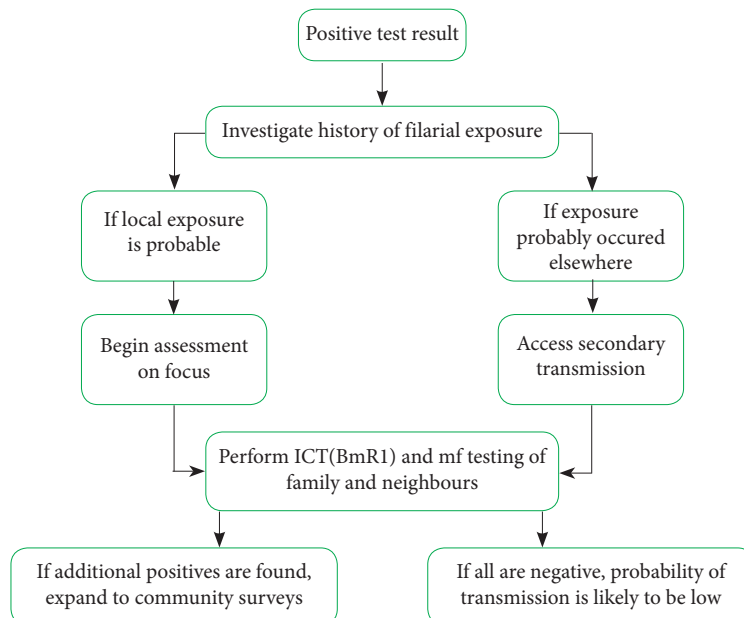 Positive test result
Investigate history of filarial exposure
If local exposure
is probable
If exposure
probably occured
elsewhere
Begin assessment
on focus
Access secondary
transmission
Perform ICT(BmR1) and mf testing of
family and neighbours
If additional positives are found,
expand to community surveys
If all are negative, probability of
transmission is likely to be low